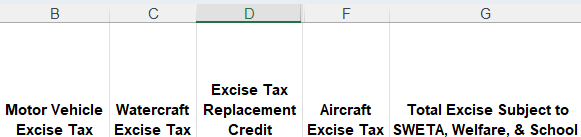 B C D F G
Motor Vehicle
Excise Tax
Watercraft
Excise Tax
Excise Tax
Replacement
Credit
Aircraft
Excise Tax
Total Excise Subject to
SWETA, Welfare, & School